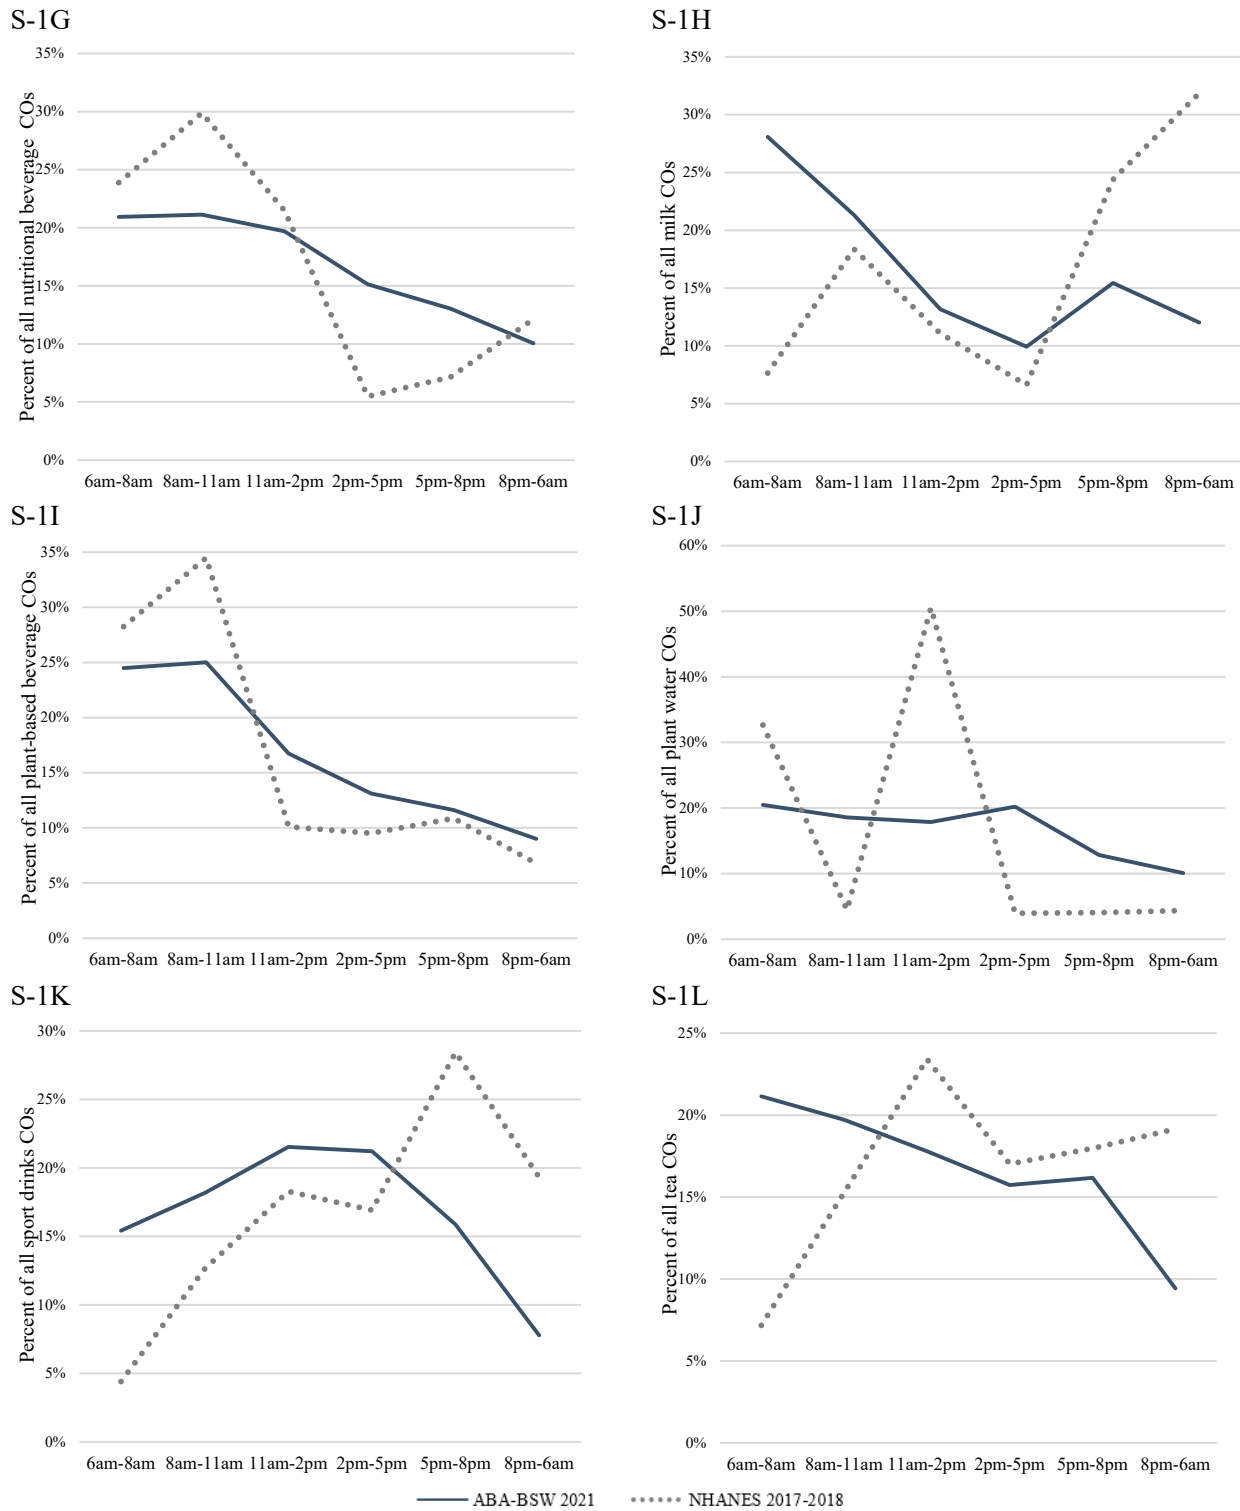 S-1G
Percent of all nutritional beverage COs
35%
30%
25%
20%
15%
10%
5%
0%
6am-8am 8am-11am 11am-2pm 2pm-5pm 5pm-8pm 8pm-6am
S-1H
Percent of all milk COs
35%
30%
25%
20%
15%
10%
5%
0%
6am-8am 8am-11am 11am-2pm 2pm-5pm 5pm-8pm 8pm-6am
S-1I
Percent of all plant-based beverage COs
35%
30%
25%
20%
15%
10%
5%
0%
6am-8am 8am-11am 11am-2pm 2pm-5pm 5pm-8pm 8pm-6am
S-1J
Percent of all plant water COs
60%
50%
40%
30%
20%
10%
0%
6am-8am 8am-11am 11am-2pm 2pm-5pm 5pm-8pm 8pm-6am
S-1K
Percent of all sport drinks COs
30%
25%
20%
15%
10%
5%
0%
6am-8am 8am-11am 11am-2pm 2pm-5pm 5pm-8pm 8pm-6am
S-1L
Percent of all tea COs
25%
20%
15%
10%
5%
0%
6am-8am 8am-11am 11am-2pm 2pm-5pm 5pm-8pm 8pm-6am
ABA-BSW 2021 NHANES 2017-2018